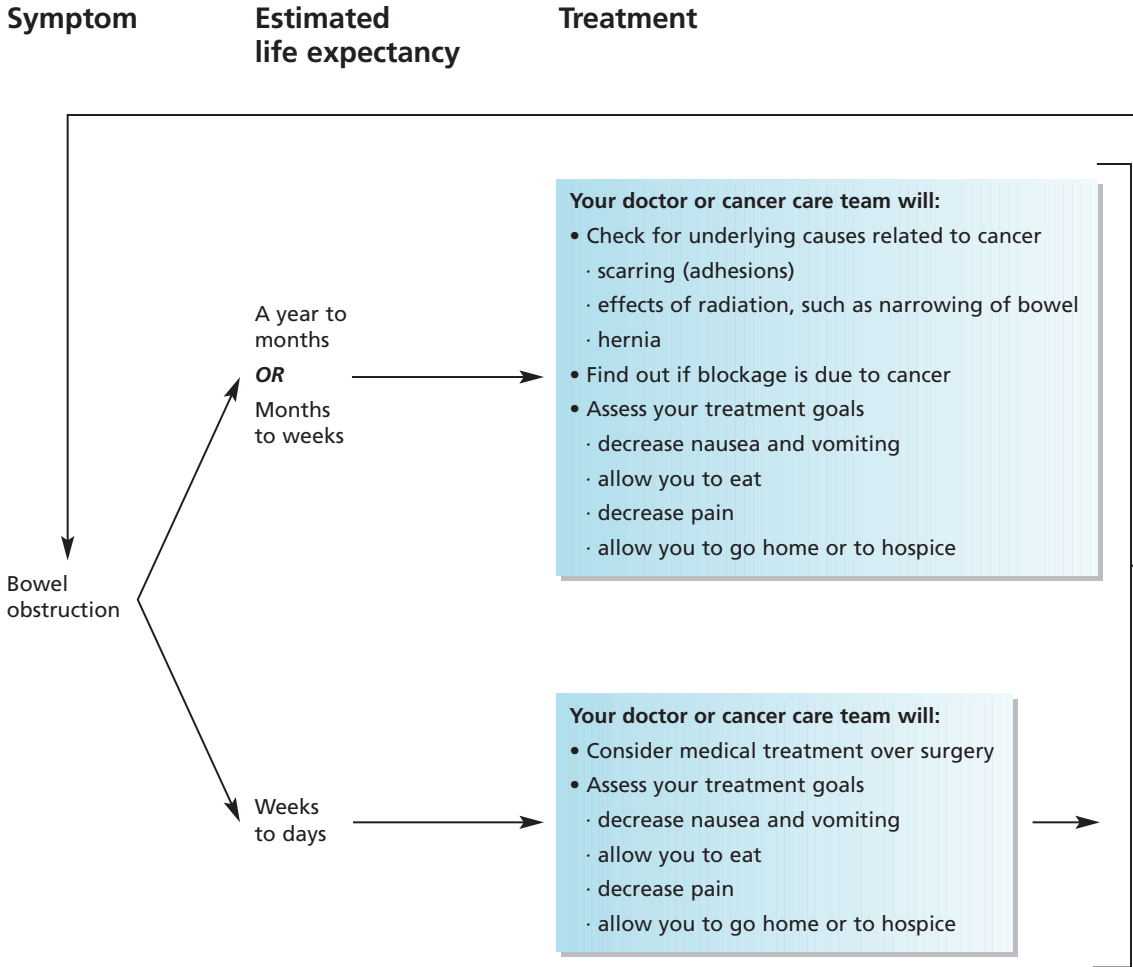 Symptom
Estimated
life expectancy
Treatment
Your doctor or cancer care team will:
• Check for underlying causes related to cancer
· scarring (adhesions)
· effects of radiation, such as narrowing of bowel
· hernia
• Find out if blockage is due to cancer
• Assess your treatment goals
· decrease nausea and vomiting
· allow you to eat
· decrease pain
· allow you to go home or to hospice
A year to
months
OR
Months
to weeks
Bowel
obstruction
Weeks
to days
Your doctor or cancer care team will:
• Consider medical treatment over surgery
• Assess your treatment goals
· decrease nausea and vomiting
· allow you to eat
· decrease pain
· allow you to go home or to hospice